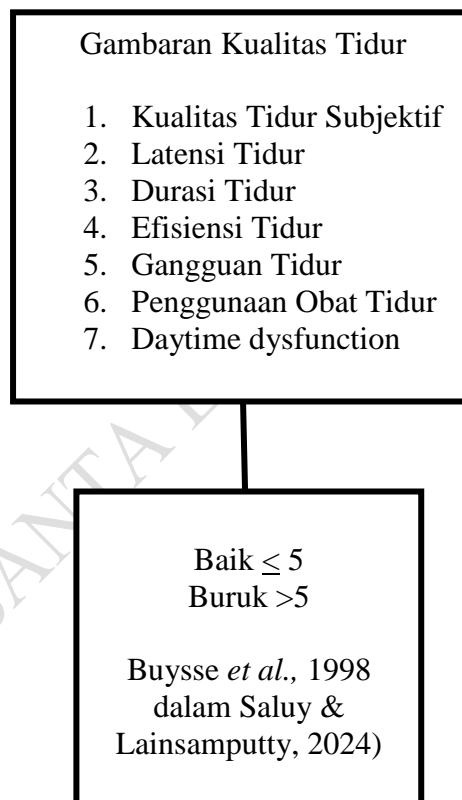 Gambaran Kualitas Tidur
1. Kualitas Tidur Subjektif
2. Latensi Tidur
3. Durasi Tidur
4. Efisiensi Tidur
5. Gangguan Tidur
6. Penggunaan Obat Tidur
7. Daytime dysfunction
Baik ≤ 5
Buruk >5
Buysse et al., 1998
dalam Saluy &
Lainsamputty, 2024)